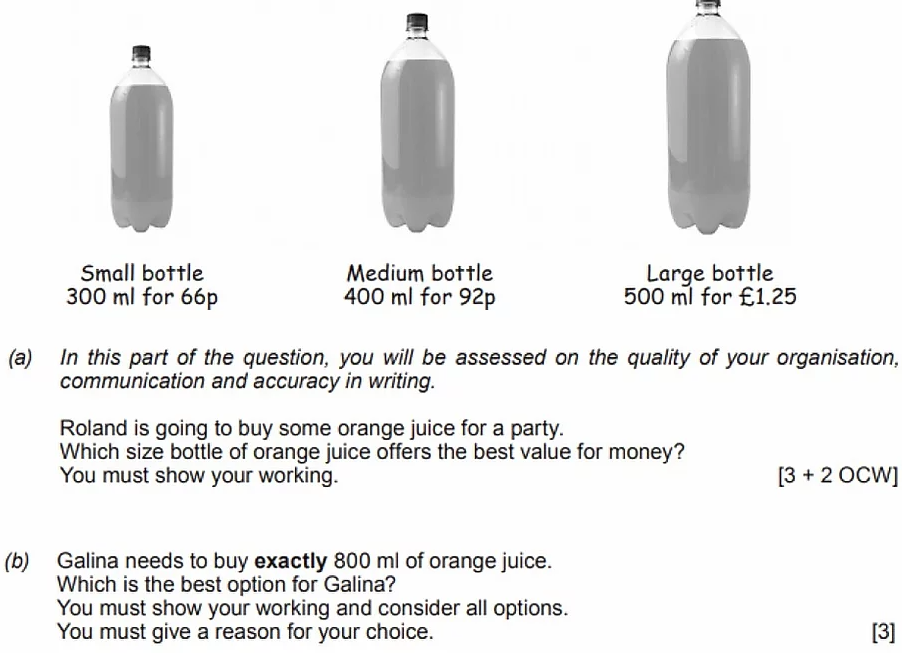 Small bottle Medium bottle Large bottle
300 ml for 66p 400 ml for 92p 500 ml for £1.25
(a) In this part of the question, you will be assessed on the quality of your organisation,
communication and accuracy in writing.
Roland is going to buy some orange juice for a party.
Which size bottle of orange juice offers the best value for money?
You must show your working. [3 + 2 OCW]
(b) Galina needs to buy exactly 800 ml of orange juice.
Which is the best option for Galina?
You must show your working and consider all options.
You must give a reason for your choice. [3]